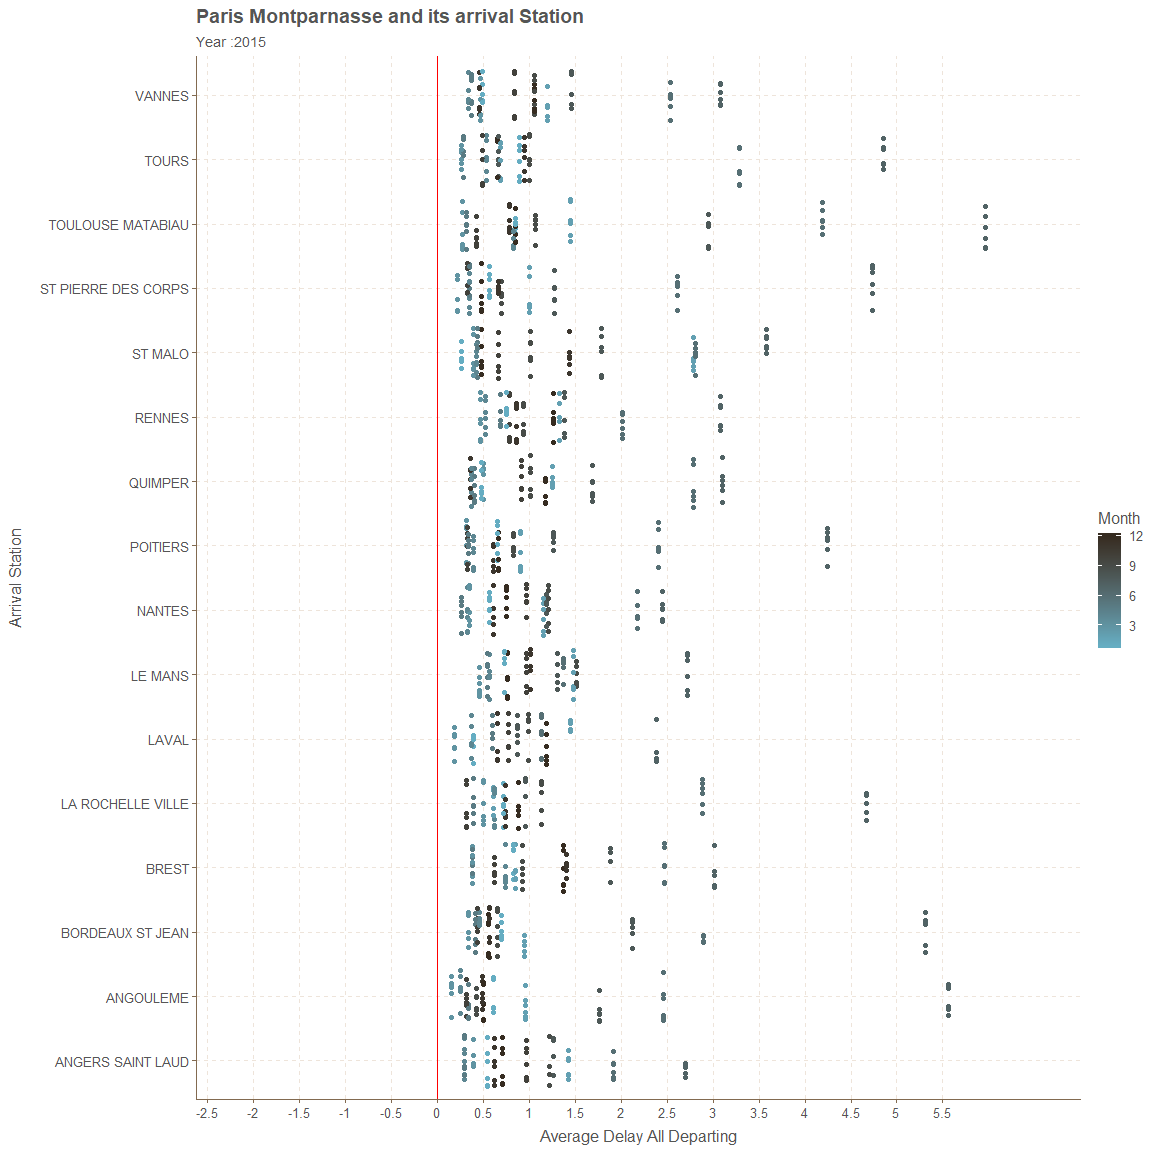 Paris Montparnasse and its arrival Station
Year :2015
VANNES
TOURS
TOULOUSE MATABIAU
ST PIERRE DES CORPS
ST MALO
RENNES
QUIMPER
POITIERS
NANTES
LE MANS
LAVAL
LA ROCHELLE VILLE
BREST
BORDEAUX ST JEAN
ANGOULEME
ANGERS SAINT LAUD
Arrival Station
-2.5 -2 -1.5 -1 -0.5 0 0.5 1 1.5 2 2.5 3 3.5 4 4.5 5 5.5
Average Delay All Departing
Month
12
9
6
3